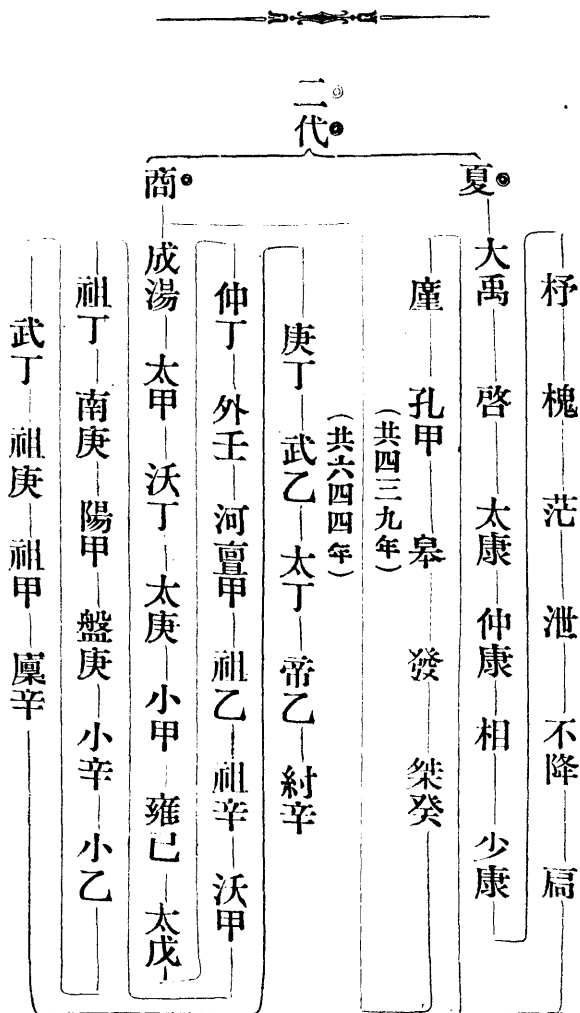 二代
夏
大禹 啓 太康 仲康 相 少康
杼 槐 茫 泄 不降 扃
廑 孔甲 皋 發 桀癸
（共四三九年）
商
成湯 太甲 沃丁 太庚 小甲 雍已 太戊
仲丁 外壬 河亶甲 祖乙 祖辛 沃甲
祖丁 南庚 陽甲 盤庚 小辛 小乙
武丁 祖庚 祖甲 廩辛
庚丁 武乙 太丁 帝乙 紂辛
（共六四四年）